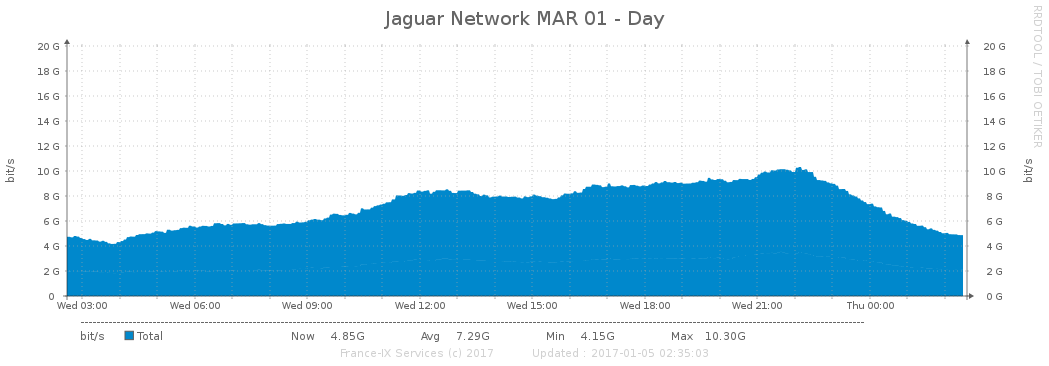 Jaguar Network MAR 01 - Day
RRDTOOL / TOBI OETIKER
bit/s
20 G 20 G
18 G 18 G
16 G 16 G
14 G 14 G
12 G 12 G
10 G 10 G
8 G 8 G
6 G 6 G
4 G 4 G
2 G 2 G
0 0 G
bit/s
Wed 03:00 Wed 06:00 Wed 09:00 Wed 12:00 Wed 15:00 Wed 18:00 Wed 21:00 Thu 00:00
bit/s Total Now 4.85G Avg 7.29G Min 4.15G Max 10.30G
France-IX Services (c) 2017 Updated : 2017-01-05 02:35:03